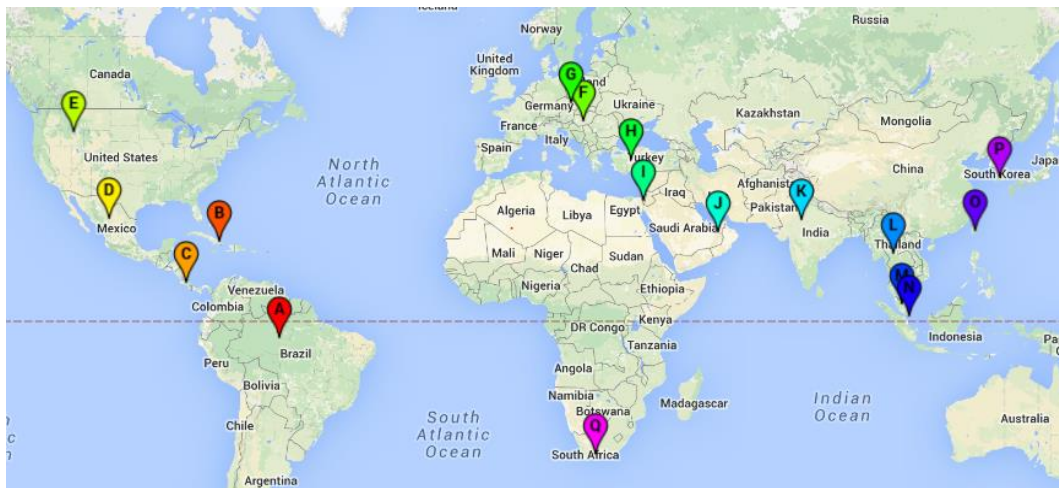 Iceland
Russia
Norway
Canada
United
Kingdom
G
E
F
Germany
Ukraine
Kazakhstan
Mongolia
France
H
United States
Spain
Italy
Turkey
P
North
Atlantic
Ocean
I
China
South Korea
D
Iraq
Afghanistan
K
B
Algeria
Libya
Egypt
J
Pakistan
O
Mexico
Saudi Arabia
India
L
Thailand
C
Mali
Niger
Sudan
Chad
M
N
Venezuela
Nigeria
Ethiopia
Colombia
A
Kenya
DR Congo
Indonesia
Tanzania
Peru
Brazil
Angola
Bolivia
Namibia
Madagascar
Indian
Ocean
Botswana
South
Atlantic
Ocean
Q
Chile
Australia
South Africa
Argentina